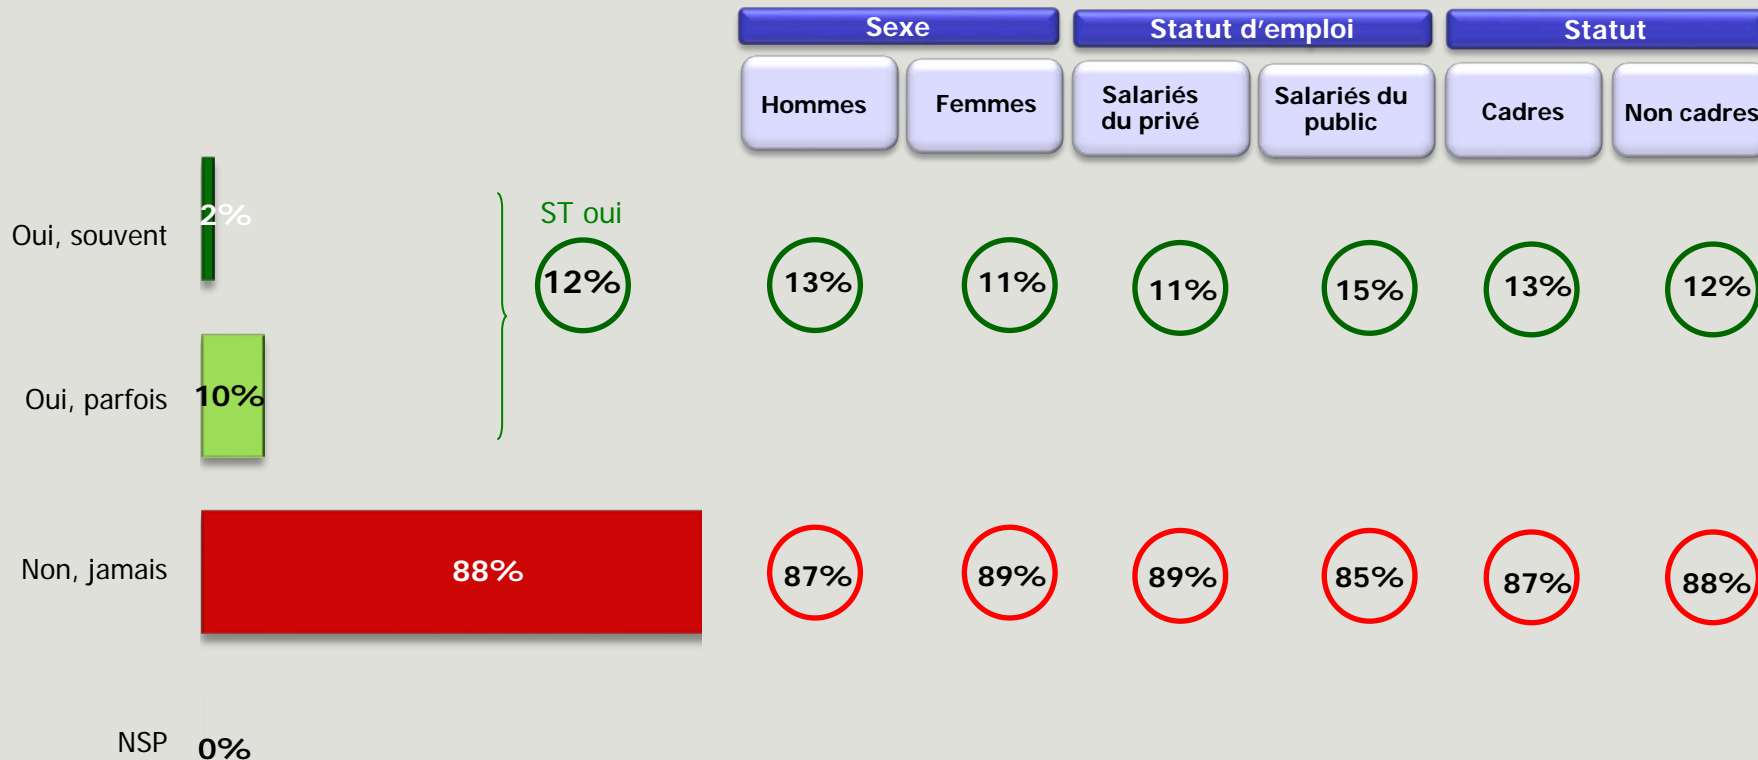 Sexe
Statut d'emploi
Statut
Hommes
Femmes
Salariés
du privé
Salariés du
public
Cadres
Non cadres
Oui, souvent
2%
ST oui
12%
13%
11%
11%
15%
13%
12%
Oui, parfois
10%
Non, jamais
88%
87%
89%
89%
85%
87%
88%
NSP
0%